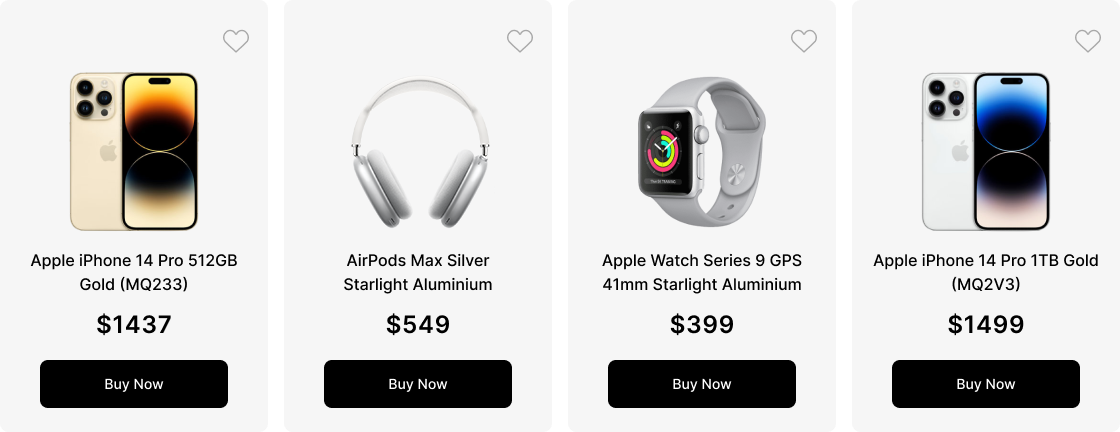 Apple iPhone 14 Pro 512GB
Gold (MQ233)
$1437
Buy Now
AirPods Max Silver
Starlight Aluminium
$549
Buy Now
Apple Watch Series 9 GPS
41mm Starlight Aluminium
$399
Buy Now
Apple iPhone 14 Pro 1TB Gold
(MQ2V3)
$1499
Buy Now